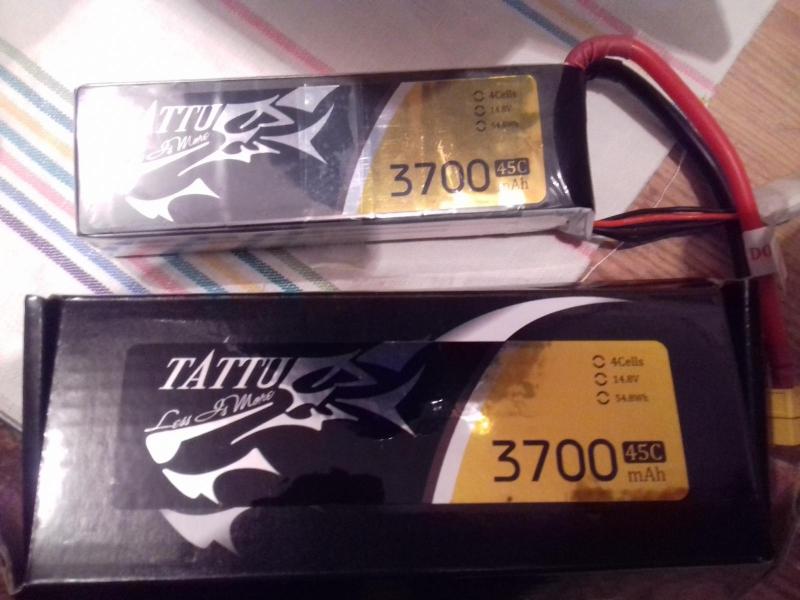 TATTU
Is More
4Cells
14.8V
54.8Wh
3700 45C
mAh
TATTU
Less Is More
4Cells
14.8V
54.8Wh
3700 45C
mAh